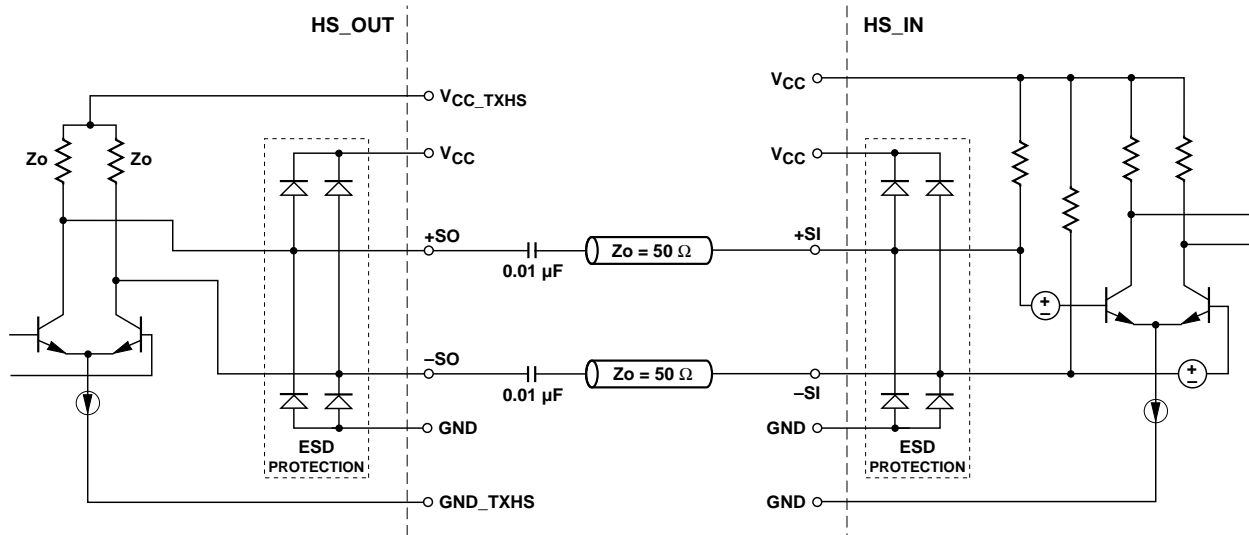 HS_OUT
HS_IN
VCC_TXHS
VCC
Zo
Zo
+SO
0.01 µF
Zo = 50 Ω
–SO
0.01 µF
Zo = 50 Ω
GND
ESD
PROTECTION
GND_TXHS
VCC
VCC
+SI
+
–
+
–
–SI
GND
ESD
PROTECTION
GND